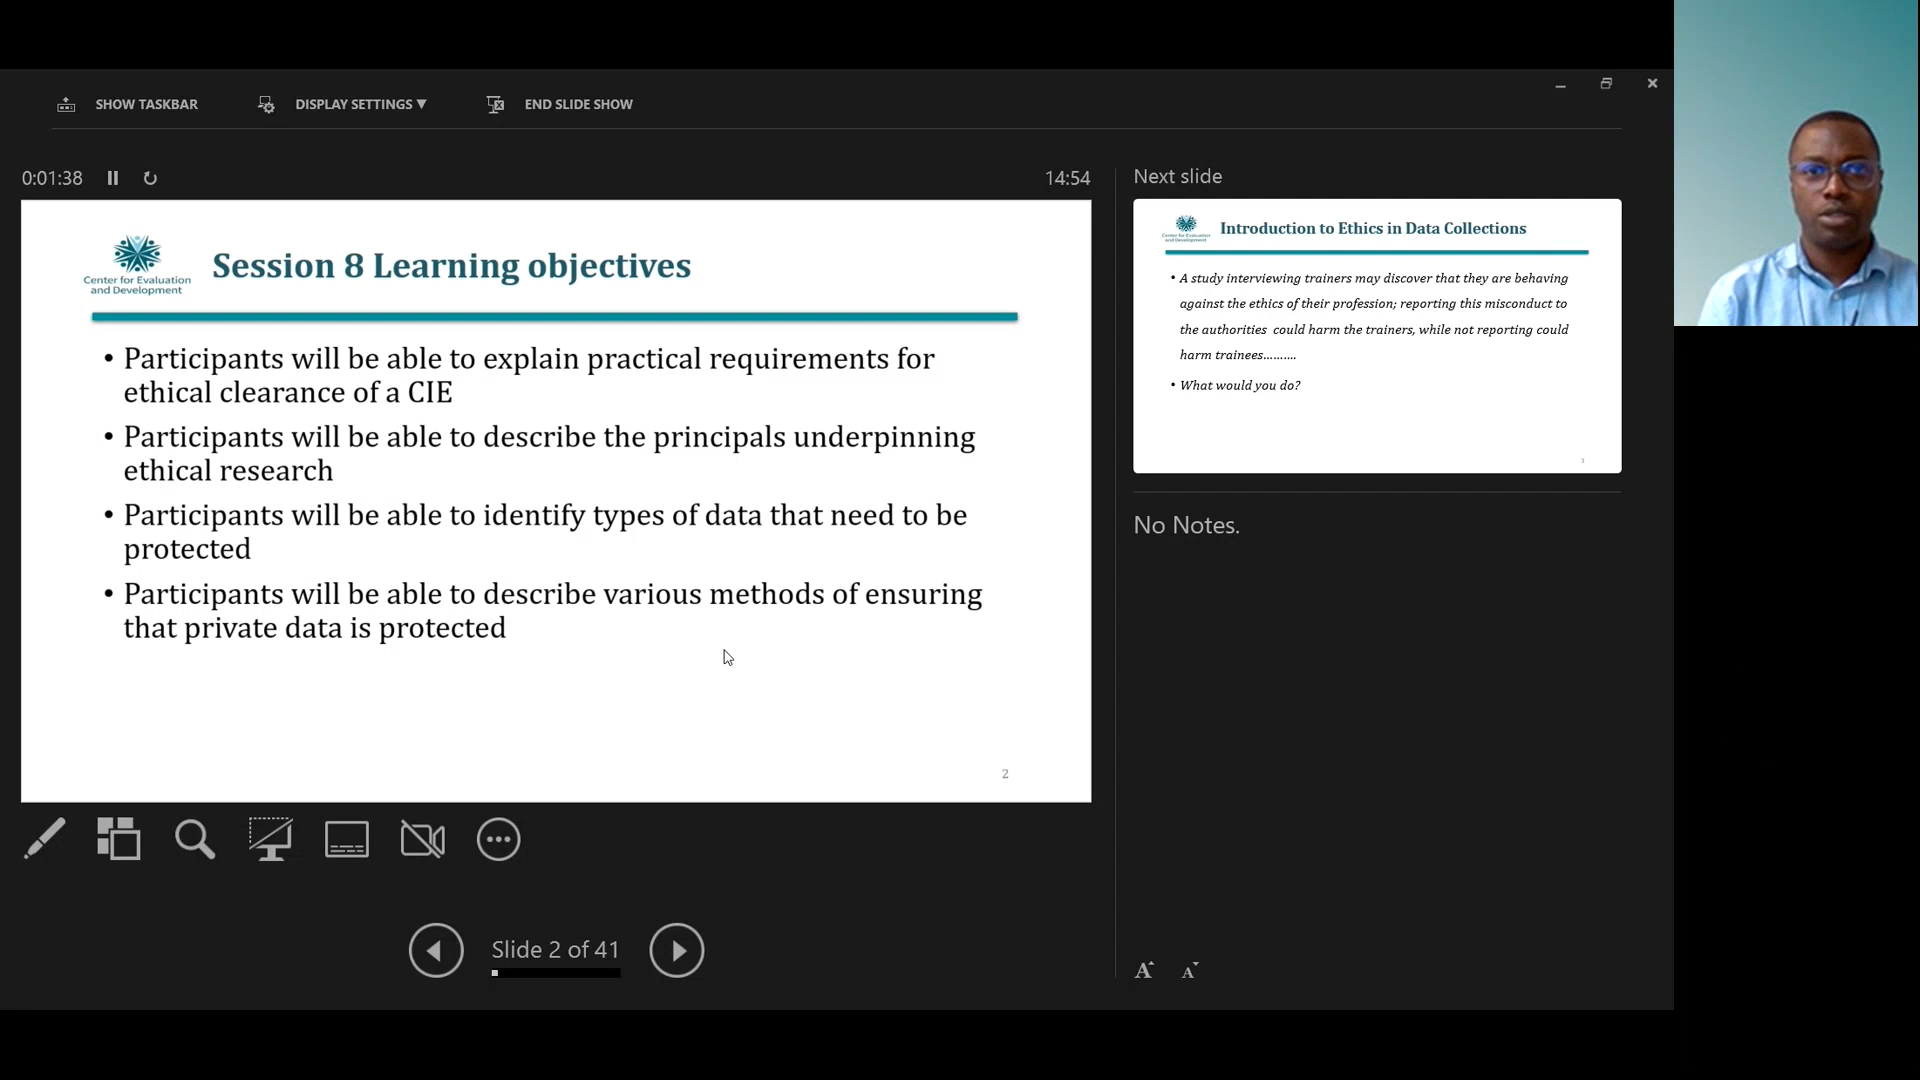 SHOW TASKBAR
DISPLAY SETTINGS ▼
END SLIDE SHOW
0:01:38
14:54
Center for Evaluation
and Development
Session 8 Learning objectives
• Participants will be able to explain practical requirements for
ethical clearance of a CIE
• Participants will be able to describe the principals underpinning
ethical research
• Participants will be able to identify types of data that need to be
protected
• Participants will be able to describe various methods of ensuring
that private data is protected
2
Slide 2 of 41
Next slide
Center for Evaluation
and Development
Introduction to Ethics in Data Collections
• A study interviewing trainers may discover that they are behaving
against the ethics of their profession; reporting this misconduct to
the authorities could harm the trainers, while not reporting could
harm trainees..........
• What would you do?
3
No Notes.
A A